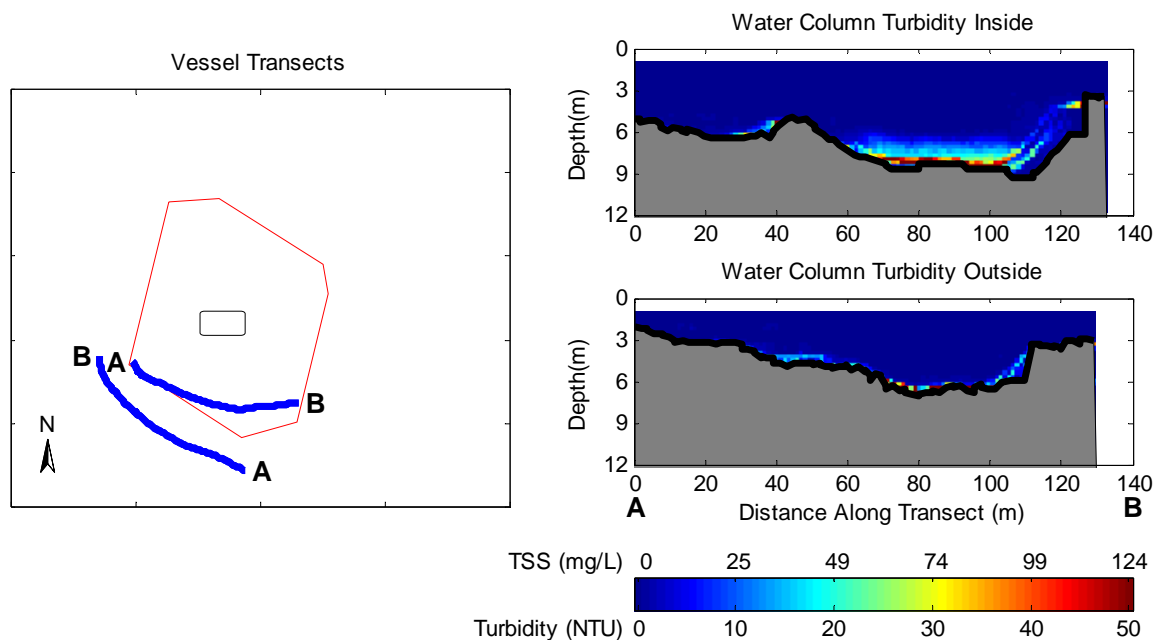 Vessel Transects
B A
B
A
N
Water Column Turbidity Inside
0
3
6
9
12
Depth(m)
0 20 40 60 80 100 120 140
Water Column Turbidity Outside
0
3
6
9
12
Depth(m)
0 20 40 60 80 100 120 140
A Distance Along Transect (m) B
TSS (mg/L) 0 25 49 74 99 124
Turbidity (NTU) 0 10 20 30 40 50